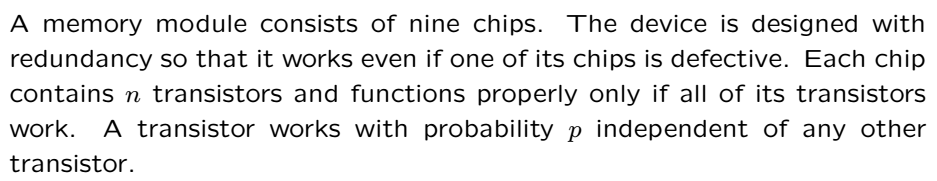 A memory module consists of nine chips. The device is designed with
redundancy so that it works even if one of its chips is defective. Each chip
contains n transistors and functions properly only if all of its transistors
work. A transistor works with probability p independent of any other
transistor.